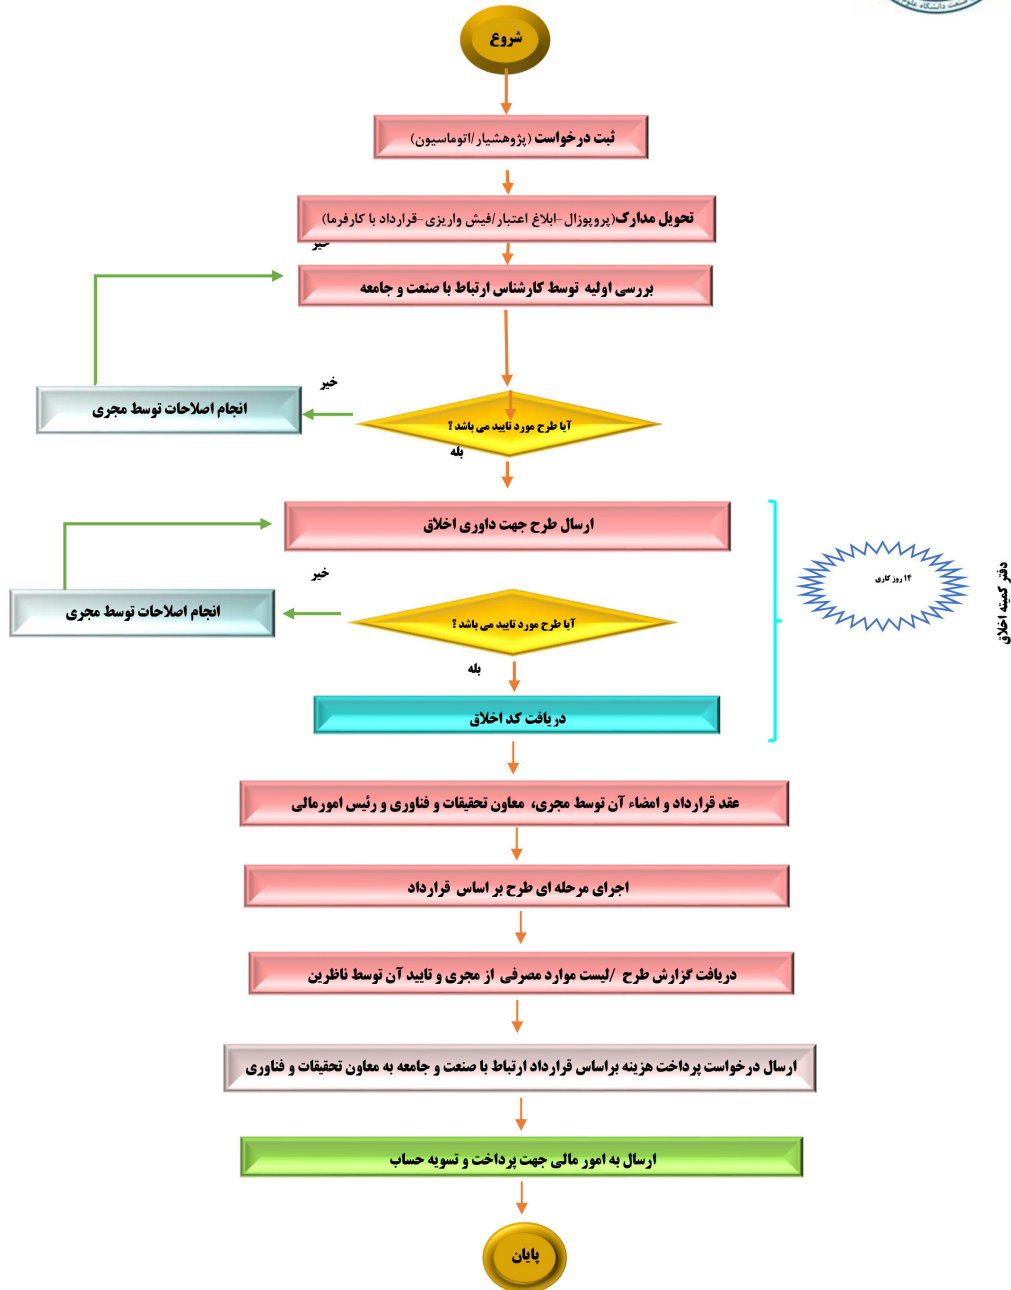 شروع
ثبت درخواست (پژوهشیار/اتوماسیون)
تحویل مدارک(پروپوزال-ابلاغ اعتبار/فیش واریزی-قرارداد با کارفرما)
خیر
بررسی اولیه توسط کارشناس ارتباط با صنعت و جامعه
خیر
انجام اصلاحات توسط مجری
آیا طرح مورد تایید می باشد ؟
بله
ارسال طرح جهت داوری اخلاق
۱۴ روز کاری
دفتر کمیته اخلاق
خیر
انجام اصلاحات توسط مجری
آیا طرح مورد تایید می باشد ؟
بله
دریافت کد اخلاق
عقد قرارداد و امضاء آن توسط مجری، معاون تحقیقات و فناوری و رئیس امورمالی
اجرای مرحله ای طرح بر اساس قرارداد
دریافت گزارش طرح /لیست موارد مصرفی از مجری و تایید آن توسط ناظرین
ارسال درخواست پرداخت هزینه براساس قرارداد ارتباط با صنعت و جامعه به معاون تحقیقات و فناوری
ارسال به امور مالی جهت پرداخت و تسویه حساب
پایان